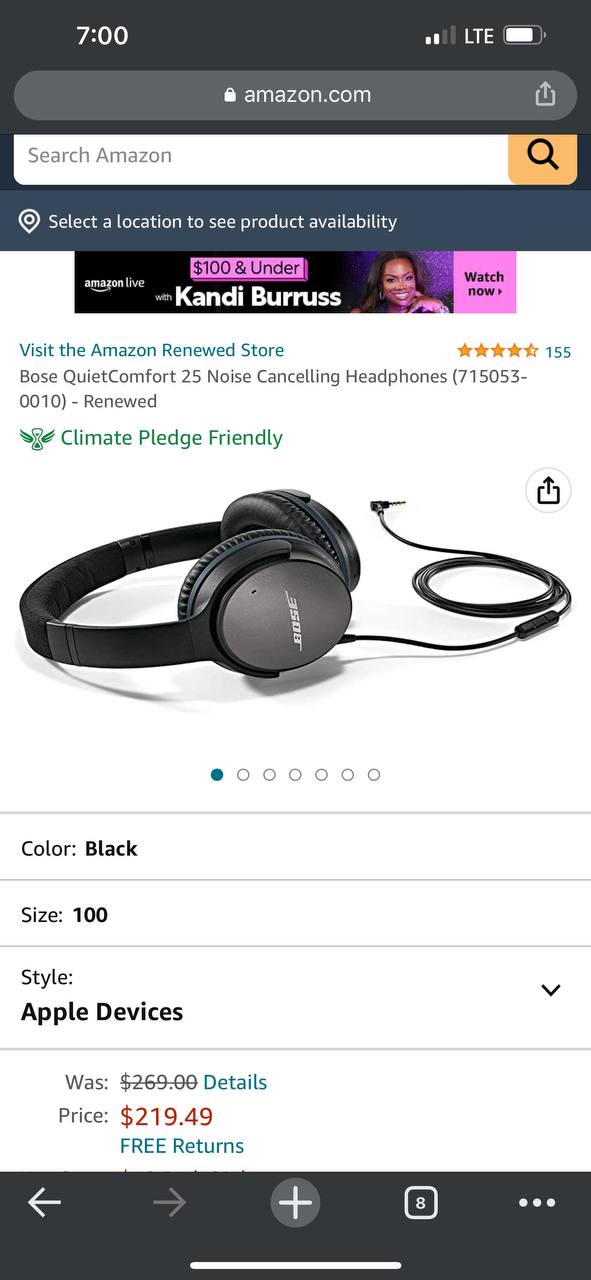 7:00
LTE
amazon.com
Search Amazon
Select a location to see product availability
amazon live
$100 & Under
with Kandi Burruss
Watch
now
Visit the Amazon Renewed Store
155
Bose QuietComfort 25 Noise Cancelling Headphones (715053-
0010) - Renewed
Climate Pledge Friendly
BOSE
Color: Black
Size: 100
Style:
Apple Devices
Was: $269.00 Details
Price: $219.49
FREE Returns
8